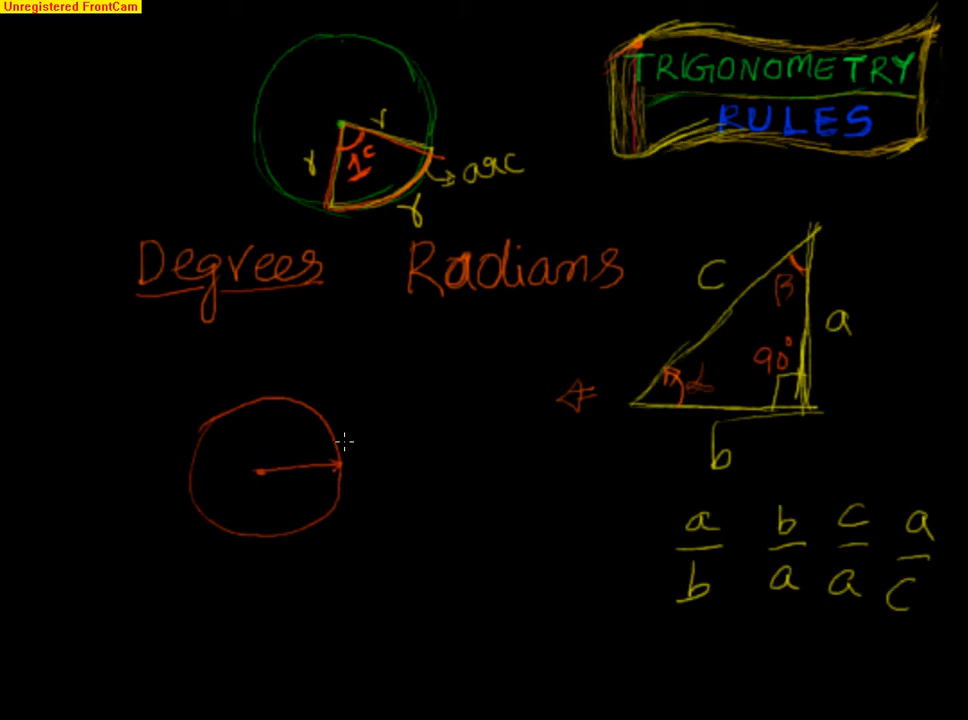 Unregistered FrontCam
TRIGONOMETRY
RULES
r
r
1ᶜ
arc
r
Degrees Radians
c
β
a
90°
α
b
a/b b/a c/a a/c